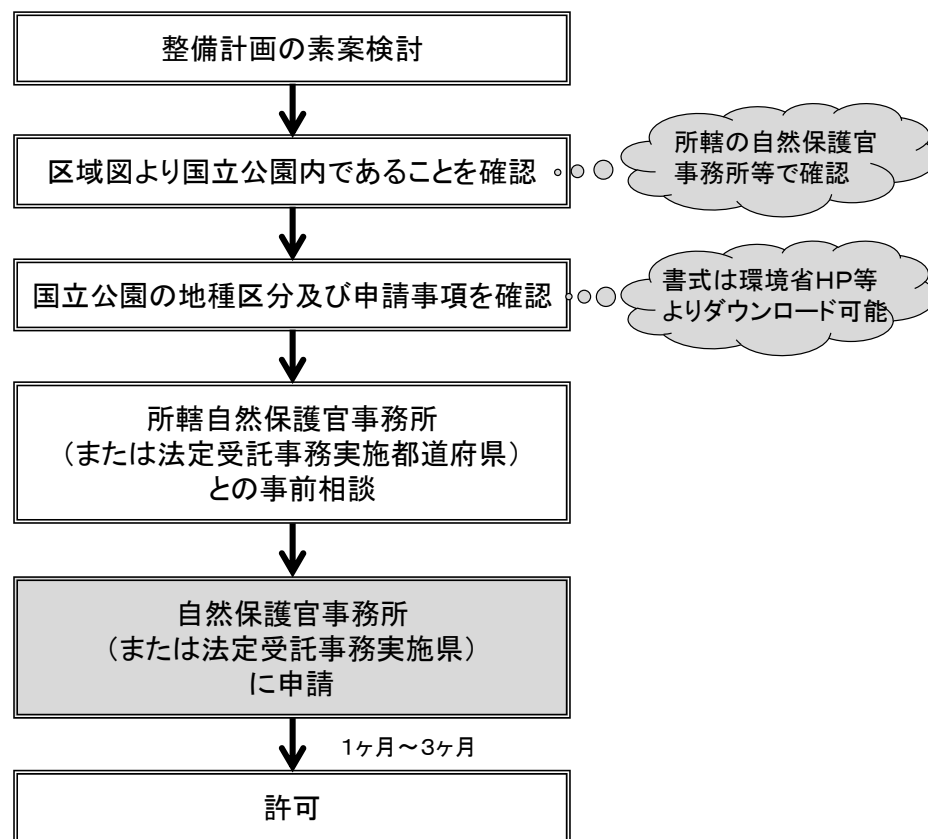 整備計画の素案検討
区域図より国立公園内であることを確認
所轄の自然保護官
事務所等で確認
国立公園の地種区分及び申請事項を確認
書式は環境省HP等
よりダウンロード可能
所轄自然保護官事務所
(または法定受託事務実施都道府県)
との事前相談
自然保護官事務所
(または法定受託事務実施県)
に申請
1ヶ月～3ヶ月
許可